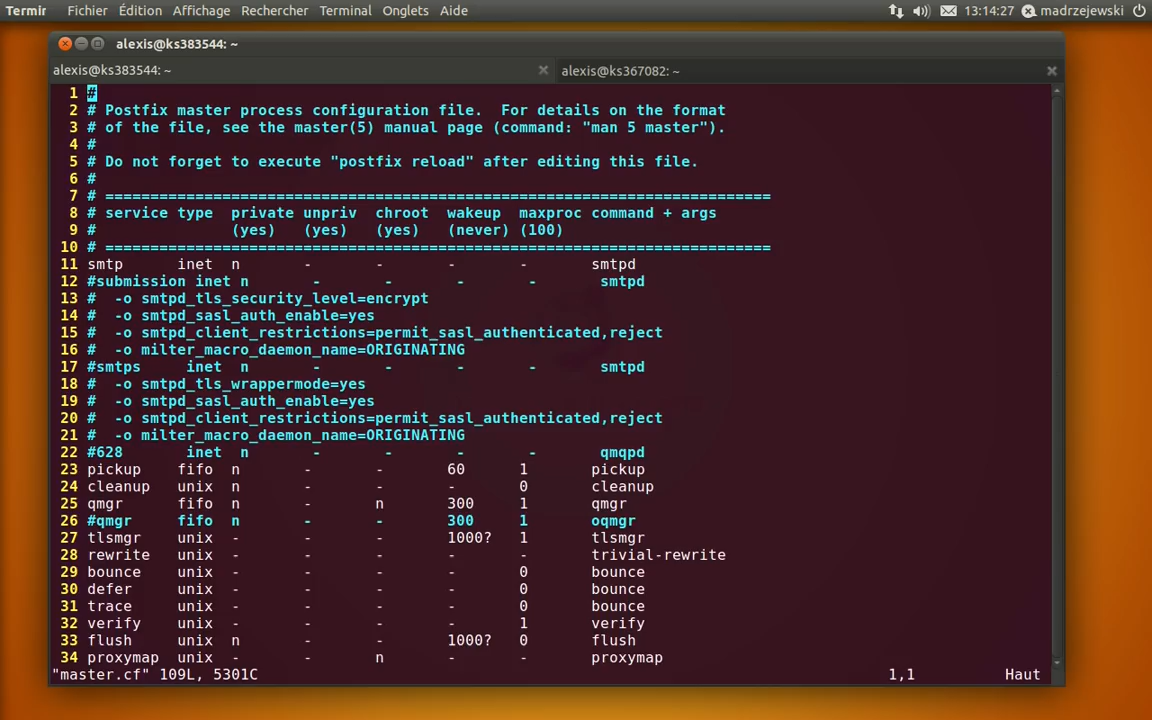 Termir Fichier Édition Affichage Rechercher Terminal Onglets Aide 13:14:27 madrzejewski
alexis@ks383544: ~
alexis@ks383544: ~ alexis@ks367082: ~
1 #
2 # Postfix master process configuration file.  For details on the format
3 # of the file, see the master(5) manual page (command: "man 5 master").
4 #
5 # Do not forget to execute "postfix reload" after editing this file.
6 #
7 # ==========================================================================
8 # service type  private unpriv  chroot  wakeup  maxproc command + args
9 #               (yes)   (yes)   (yes)   (never) (100)
10 # ==========================================================================
11 smtp      inet  n       -       -       -       -       smtpd
12 #submission inet n       -       -       -       -       smtpd
13 #  -o smtpd_tls_security_level=encrypt
14 #  -o smtpd_sasl_auth_enable=yes
15 #  -o smtpd_client_restrictions=permit_sasl_authenticated,reject
16 #  -o milter_macro_daemon_name=ORIGINATING
17 #smtps     inet  n       -       -       -       -       smtpd
18 #  -o smtpd_tls_wrappermode=yes
19 #  -o smtpd_sasl_auth_enable=yes
20 #  -o smtpd_client_restrictions=permit_sasl_authenticated,reject
21 #  -o milter_macro_daemon_name=ORIGINATING
22 #628       inet  n       -       -       -       -       qmqpd
23 pickup    fifo  n       -       -       60      1       pickup
24 cleanup   unix  n       -       -       -       0       cleanup
25 qmgr      fifo  n       -       n       300     1       qmgr
26 #qmgr     fifo  n       -       -       300     1       oqmgr
27 tlsmgr    unix  -       -       -       1000?   1       tlsmgr
28 rewrite   unix  -       -       -       -       -       trivial-rewrite
29 bounce    unix  -       -       -       -       0       bounce
30 defer     unix  -       -       -       -       0       bounce
31 trace     unix  -       -       -       -       0       bounce
32 verify    unix  -       -       -       -       1       verify
33 flush     unix  n       -       -       1000?   0       flush
34 proxymap  unix  -       -       n       -       -       proxymap
"master.cf" 109L, 5301C 1,1 Haut